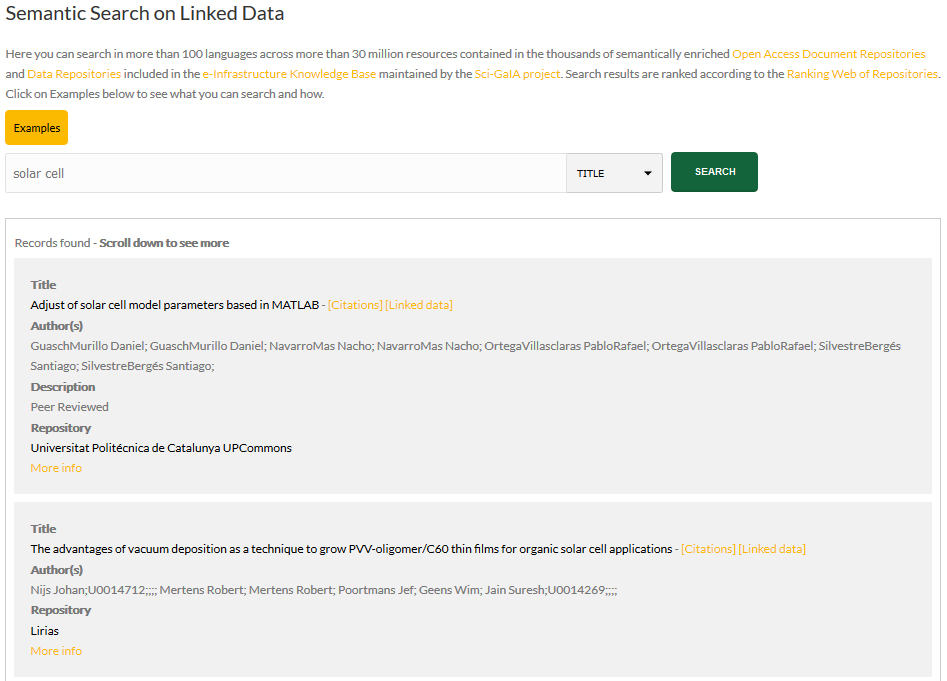 Semantic Search on Linked Data
Here you can search in more than 100 languages across more than 30 million resources contained in the thousands of semantically enriched Open Access Document Repositories
and Data Repositories included in the e-Infrastructure Knowledge Base maintained by the Sci-GaIA project. Search results are ranked according to the Ranking Web of Repositories.
Click on Examples below to see what you can search and how.
Examples
solar cell TITLE SEARCH
Records found - Scroll down to see more
Title
Adjust of solar cell model parameters based in MATLAB - [Citations] [Linked data]
Author(s)
GuaschMurillo Daniel; GuaschMurillo Daniel; NavarroMas Nacho; NavarroMas Nacho; OrtegaVillasclaras PabloRafael; OrtegaVillasclaras PabloRafael; SilvestreBergés
Santiago; SilvestreBergés Santiago;
Description
Peer Reviewed
Repository
Universitat Politécnica de Catalunya UPCommons
More info
Title
The advantages of vacuum deposition as a technique to grow PVV-oligomer/C60 thin films for organic solar cell applications - [Citations] [Linked data]
Author(s)
Nijs Johan;U0014712;;;; Mertens Robert; Mertens Robert; Poortmans Jef; Geens Wim; Jain Suresh;U0014269;;;;
Repository
Lirias
More info